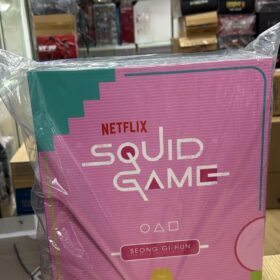 NETFLIX
SQUID
GAME
SEONG GI-HUN